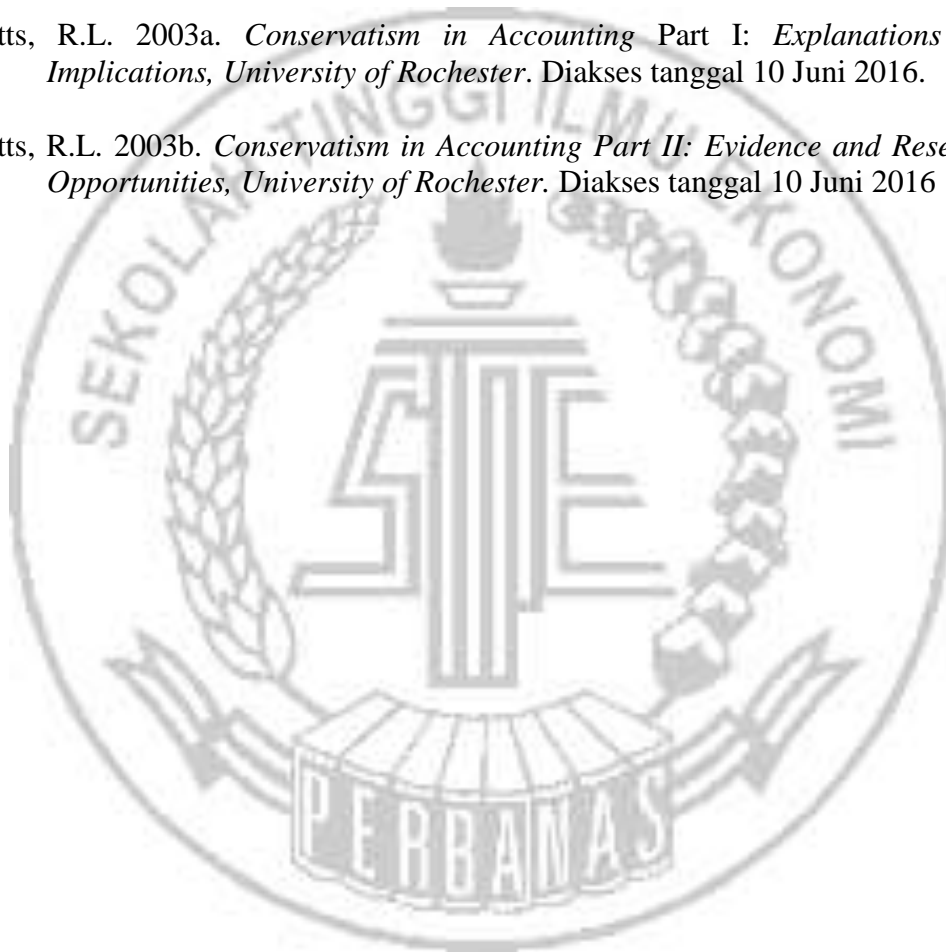 tts, R.L. 2003a. Conservatism in Accounting Part I: Explanations
Implications, University of Rochester. Diakses tanggal 10 Juni 2016.
tts, R.L. 2003b. Conservatism in Accounting Part II: Evidence and Rese
Opportunities, University of Rochester. Diakses tanggal 10 Juni 2016
SEKOLAH TINGGI ILMU EKONOMI
STIE
PERBANAS